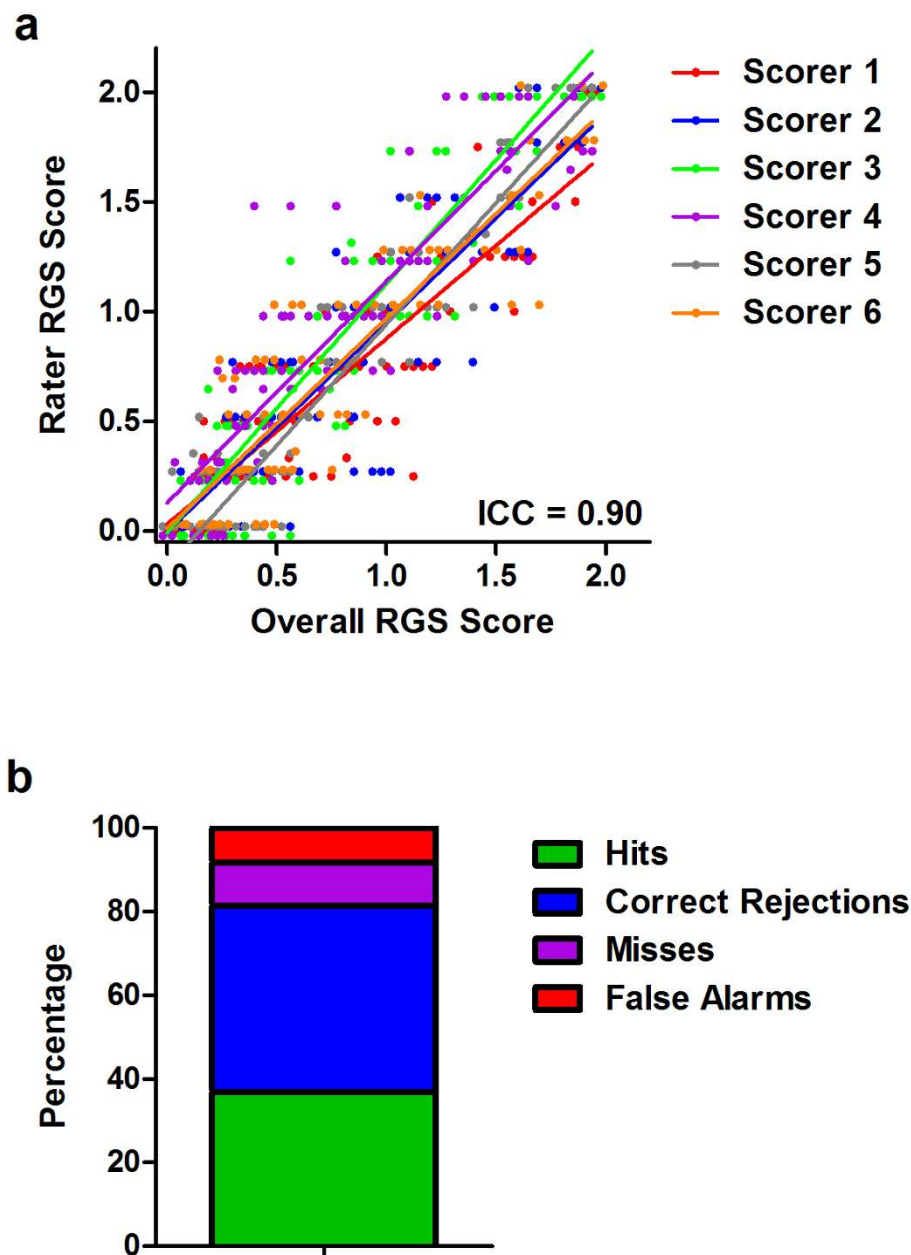 a
Rater RGS Score
2.0
1.5
1.0
0.5
0.0
0.0 0.5 1.0 1.5 2.0
Overall RGS Score
ICC = 0.90
Scorer 1
Scorer 2
Scorer 3
Scorer 4
Scorer 5
Scorer 6
b
Percentage
100
80
60
40
20
0
Hits
Correct Rejections
Misses
False Alarms